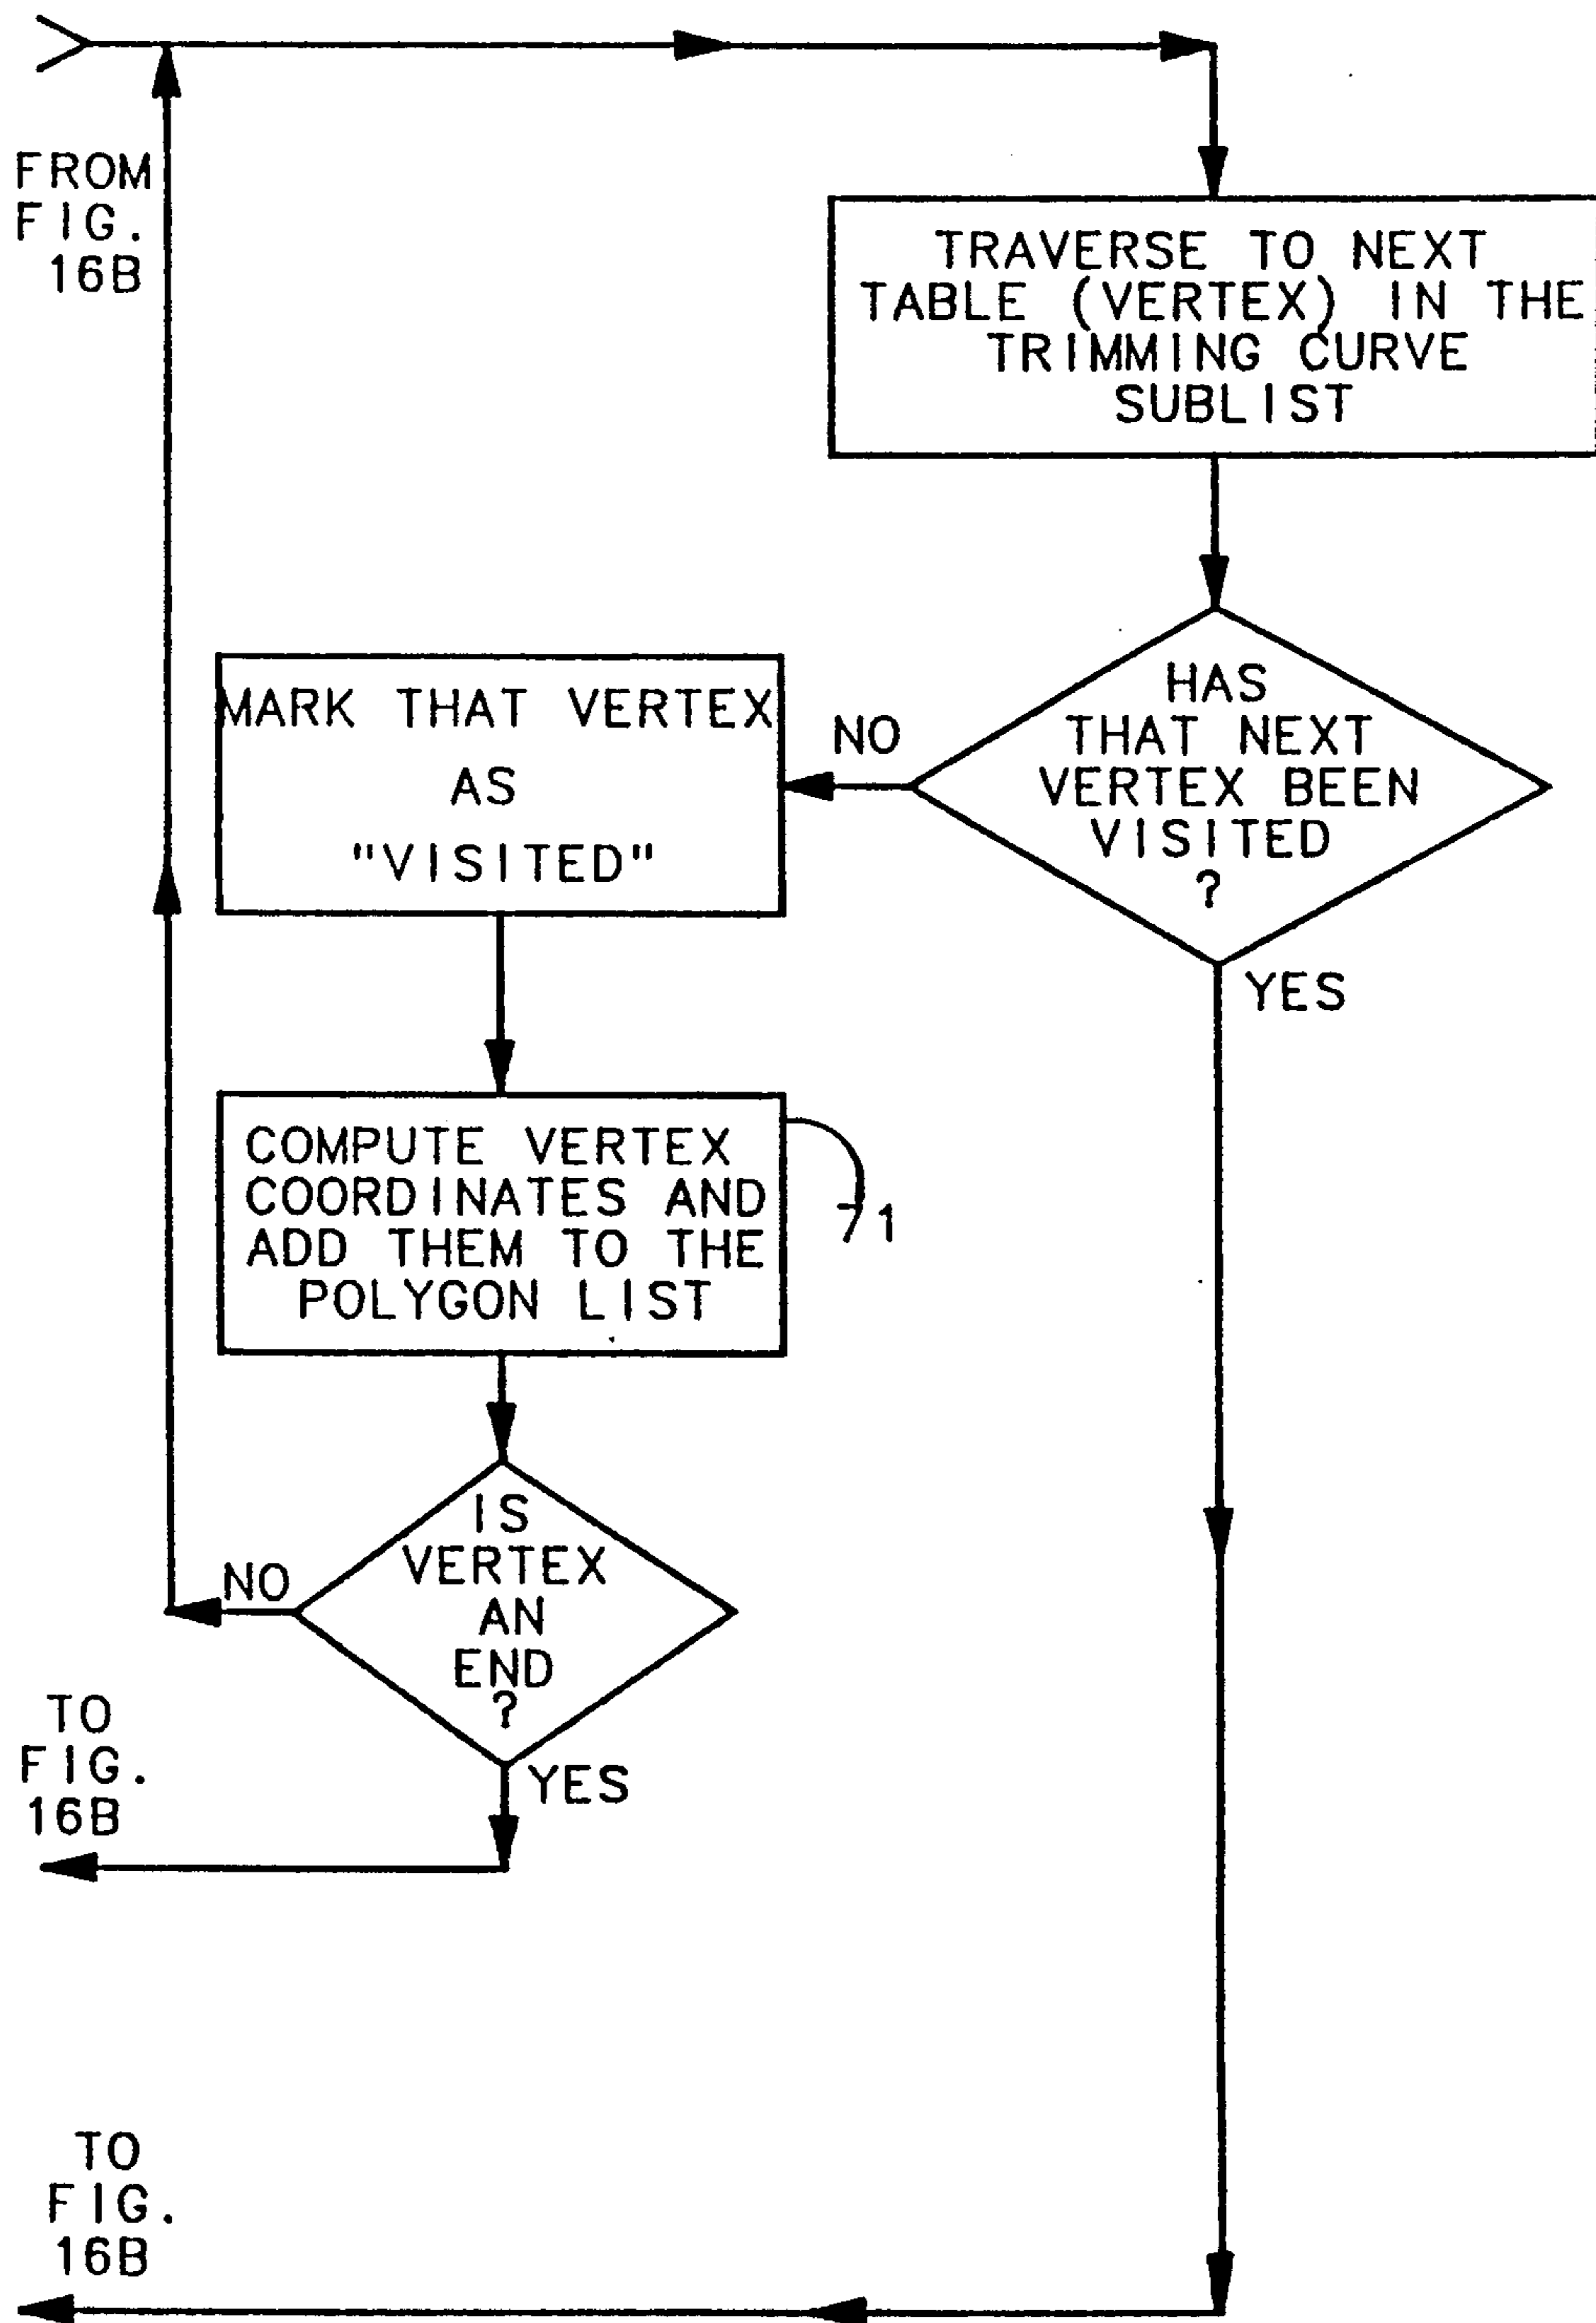 FROM
FIG.
16B
TRAVERSE TO NEXT
TABLE (VERTEX) IN THE
TRIMMING CURVE
SUBLIST
HAS
THAT NEXT
VERTEX BEEN
VISITED
?
NO
YES
MARK THAT VERTEX
AS
"VISITED"
COMPUTE VERTEX
COORDINATES AND
ADD THEM TO THE
POLYGON LIST
71
IS
VERTEX
AN
END
?
NO
YES
TO
FIG.
16B
TO
FIG.
16B